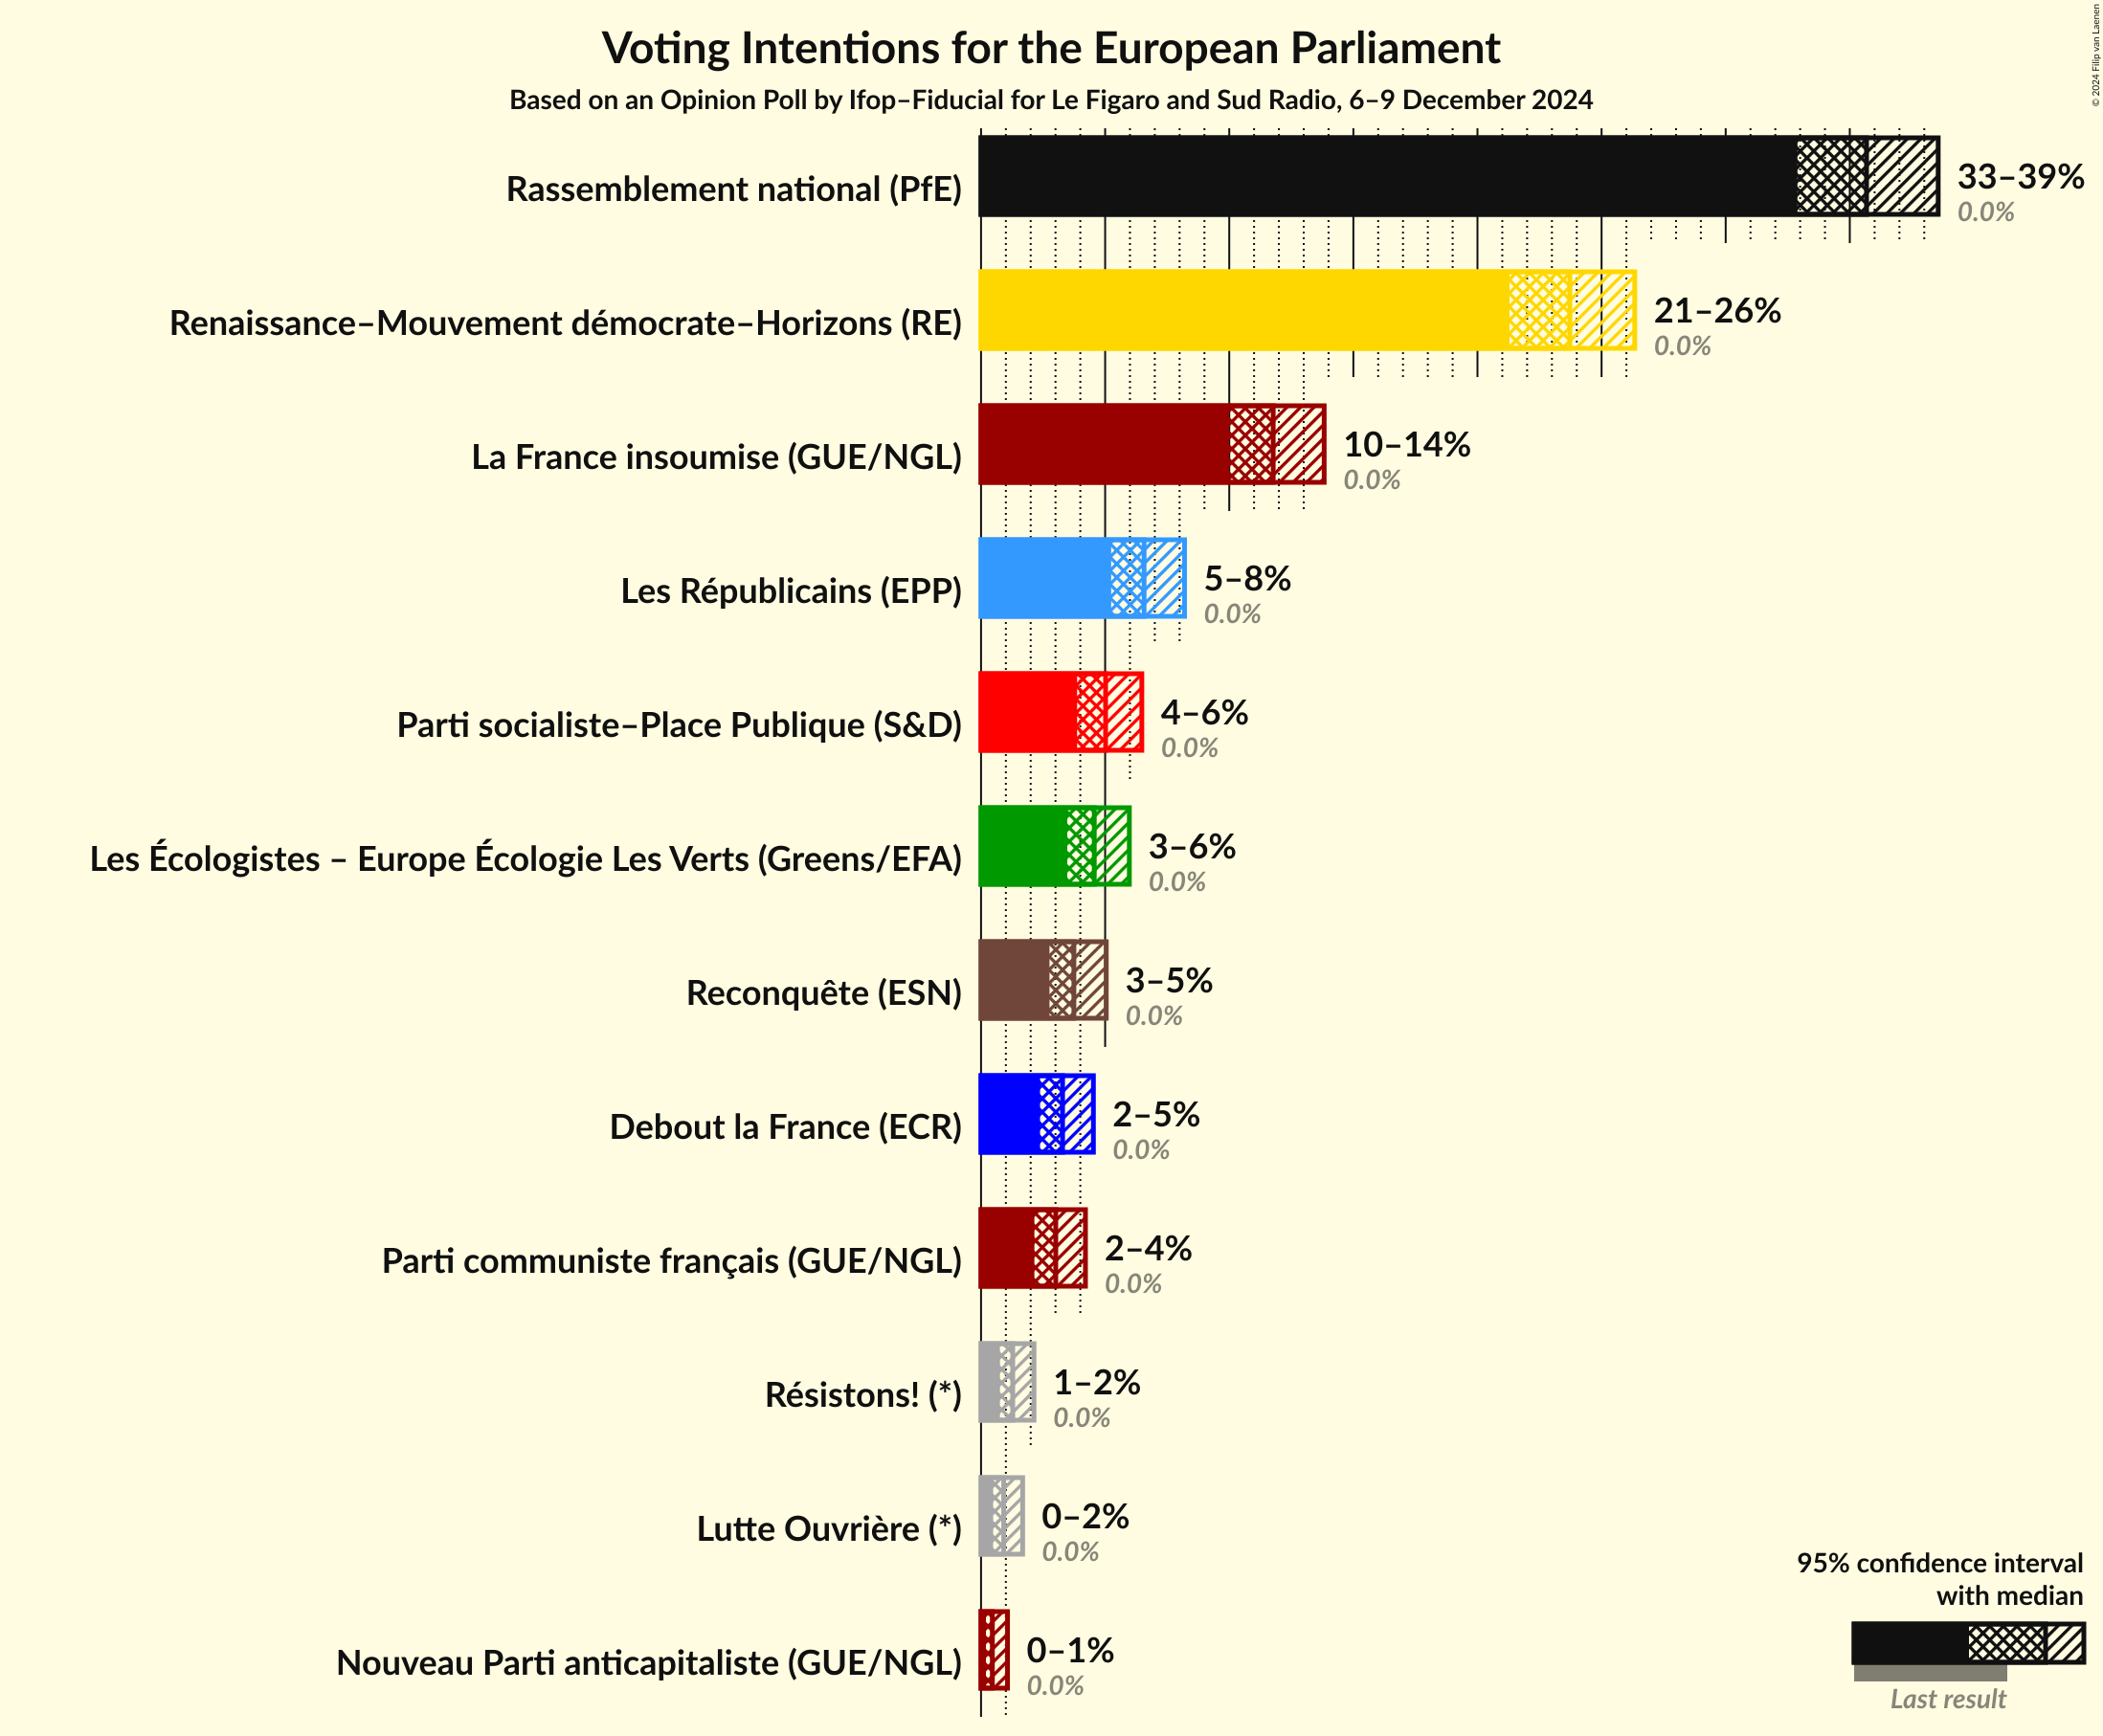 Voting Intentions for the European Parliament
Based on an Opinion Poll by Ifop–Fiducial for Le Figaro and Sud Radio, 6–9 December 2024
© 2024 Filip van Laenen
Rassemblement national (PfE)
33–39%
0.0%
Renaissance–Mouvement démocrate–Horizons (RE)
21–26%
0.0%
La France insoumise (GUE/NGL)
10–14%
0.0%
Les Républicains (EPP)
5–8%
0.0%
Parti socialiste–Place Publique (S&D)
4–6%
0.0%
Les Écologistes – Europe Écologie Les Verts (Greens/EFA)
3–6%
0.0%
Reconquête (ESN)
3–5%
0.0%
Debout la France (ECR)
2–5%
0.0%
Parti communiste français (GUE/NGL)
2–4%
0.0%
Résistons! (*)
1–2%
0.0%
Lutte Ouvrière (*)
0–2%
0.0%
Nouveau Parti anticapitaliste (GUE/NGL)
0–1%
0.0%
95% confidence interval
with median
Last result